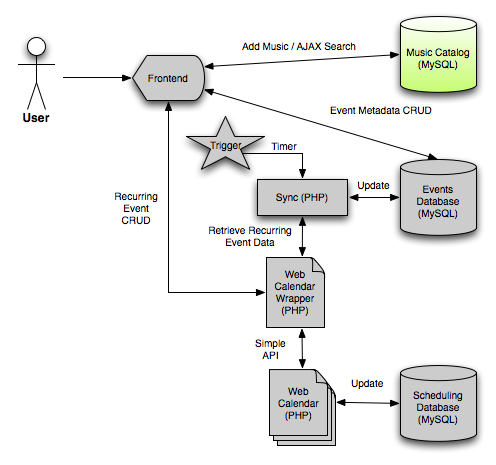 Add Music / AJAX Search
Music Catalog
(MySQL)
Frontend
User
Event Metadata CRUD
Trigger
Timer
Recurring
Event
CRUD
Sync (PHP)
Update
Events
Database
(MySQL)
Retrieve Recurring
Event Data
Web
Calendar
Wrapper
(PHP)
Simple
API
Web
Calendar
(PHP)
Update
Scheduling
Database
(MySQL)